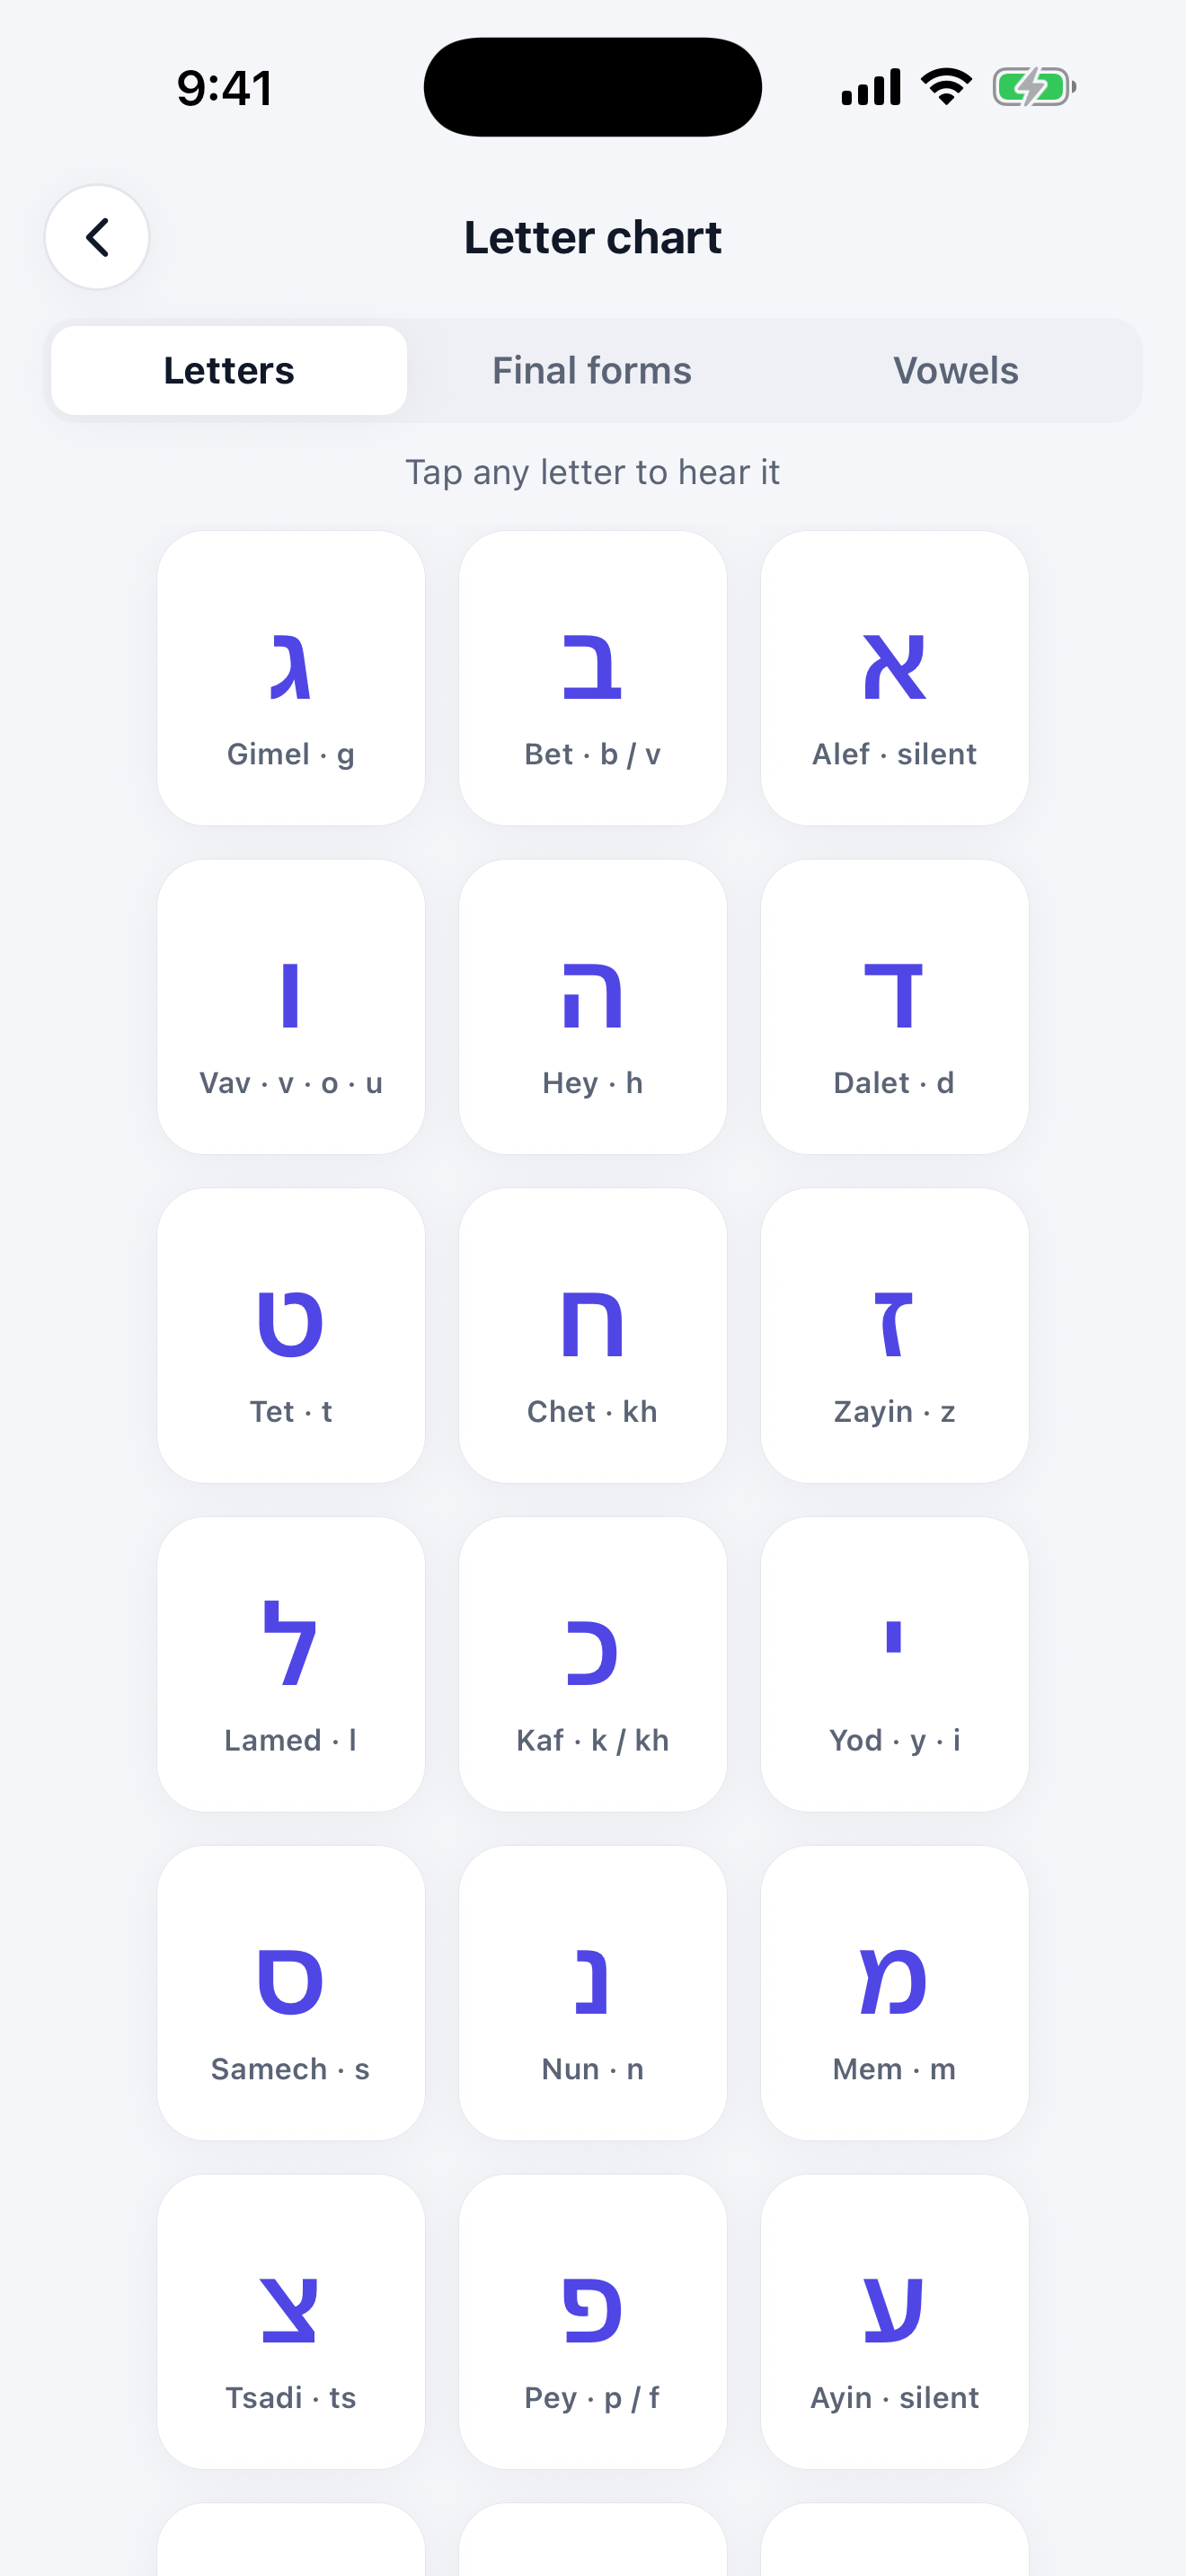 9:41
Letter chart
Letters Final forms Vowels
Tap any letter to hear it
א ב ג
Alef · silent Bet · b / v Gimel · g
ד ה ו
Dalet · d Hey · h Vav · v · o · u
ז ח ט
Zayin · z Chet · kh Tet · t
י כ ל
Yod · y · i Kaf · k / kh Lamed · l
מ נ ס
Mem · m Nun · n Samech · s
ע פ צ
Ayin · silent Pey · p / f Tsadi · ts